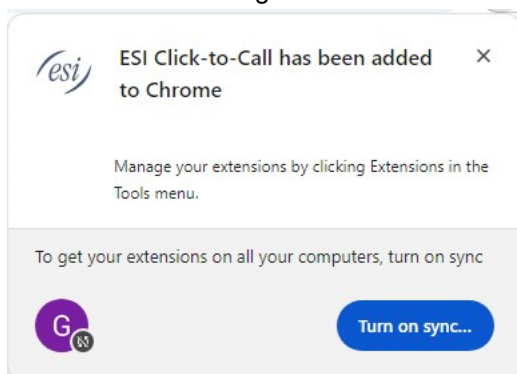 esi
ESI Click-to-Call has been added
to Chrome
Manage your extensions by clicking Extensions in the
Tools menu.
To get your extensions on all your computers, turn on sync
G
Turn on sync...